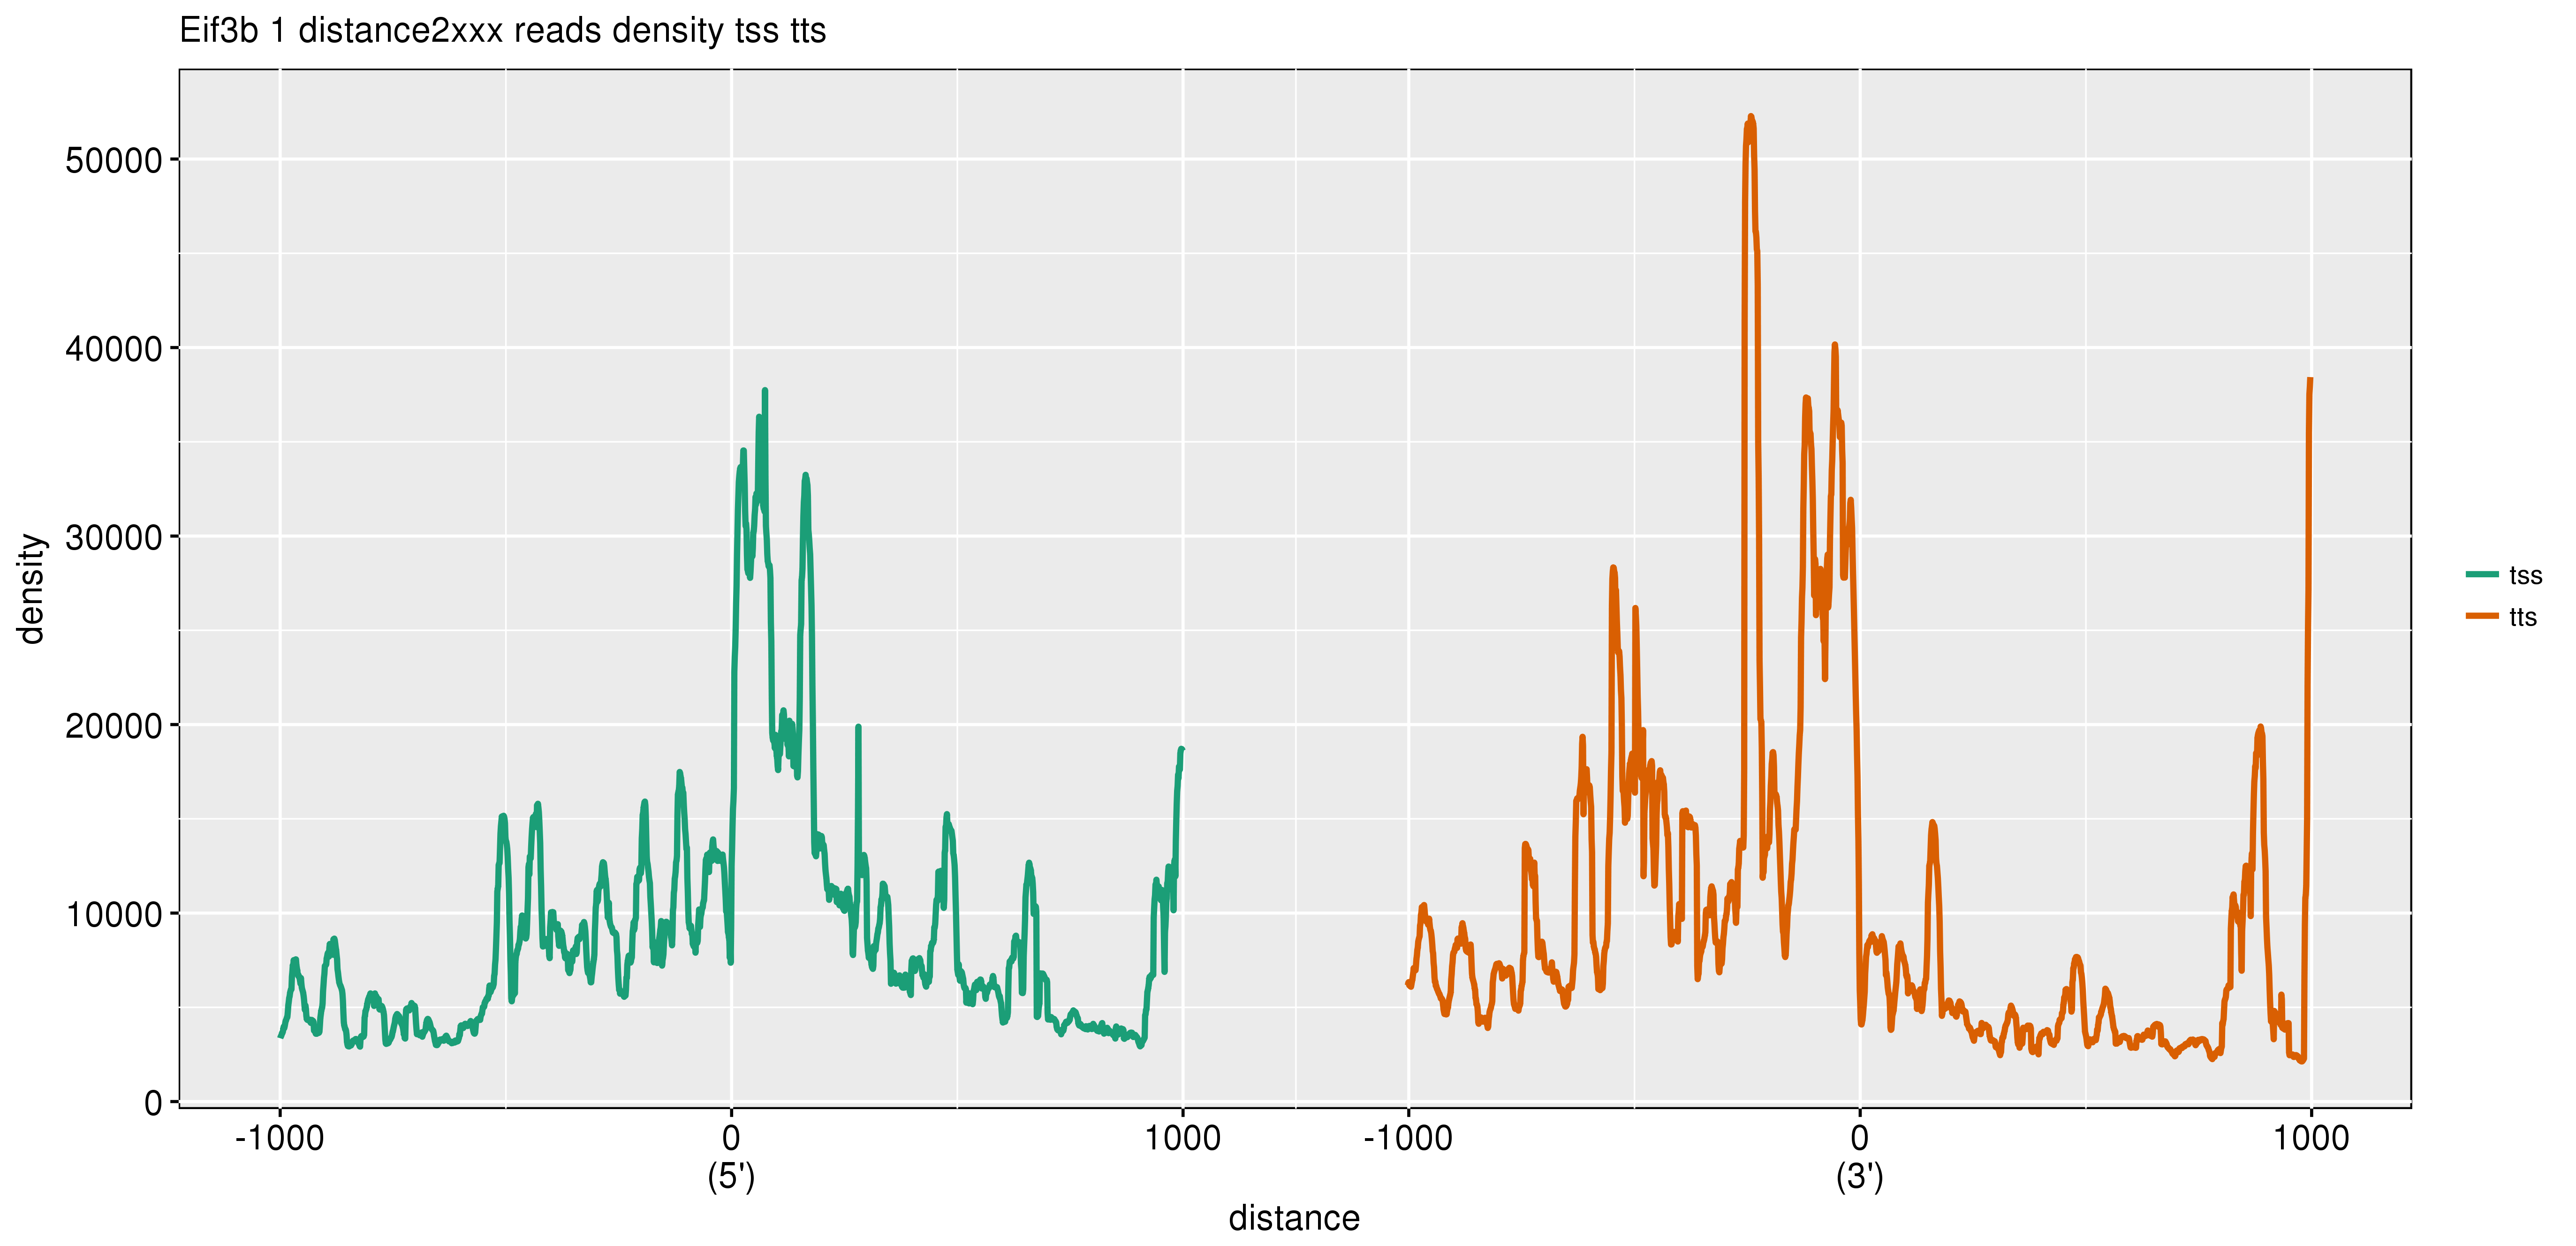 Eif3b 1 distance2xxx reads density tss tts
density
50000
40000
30000
20000
10000
0
-1000 0 1000 -1000 0 1000
(5') (3')
distance
tss
tts